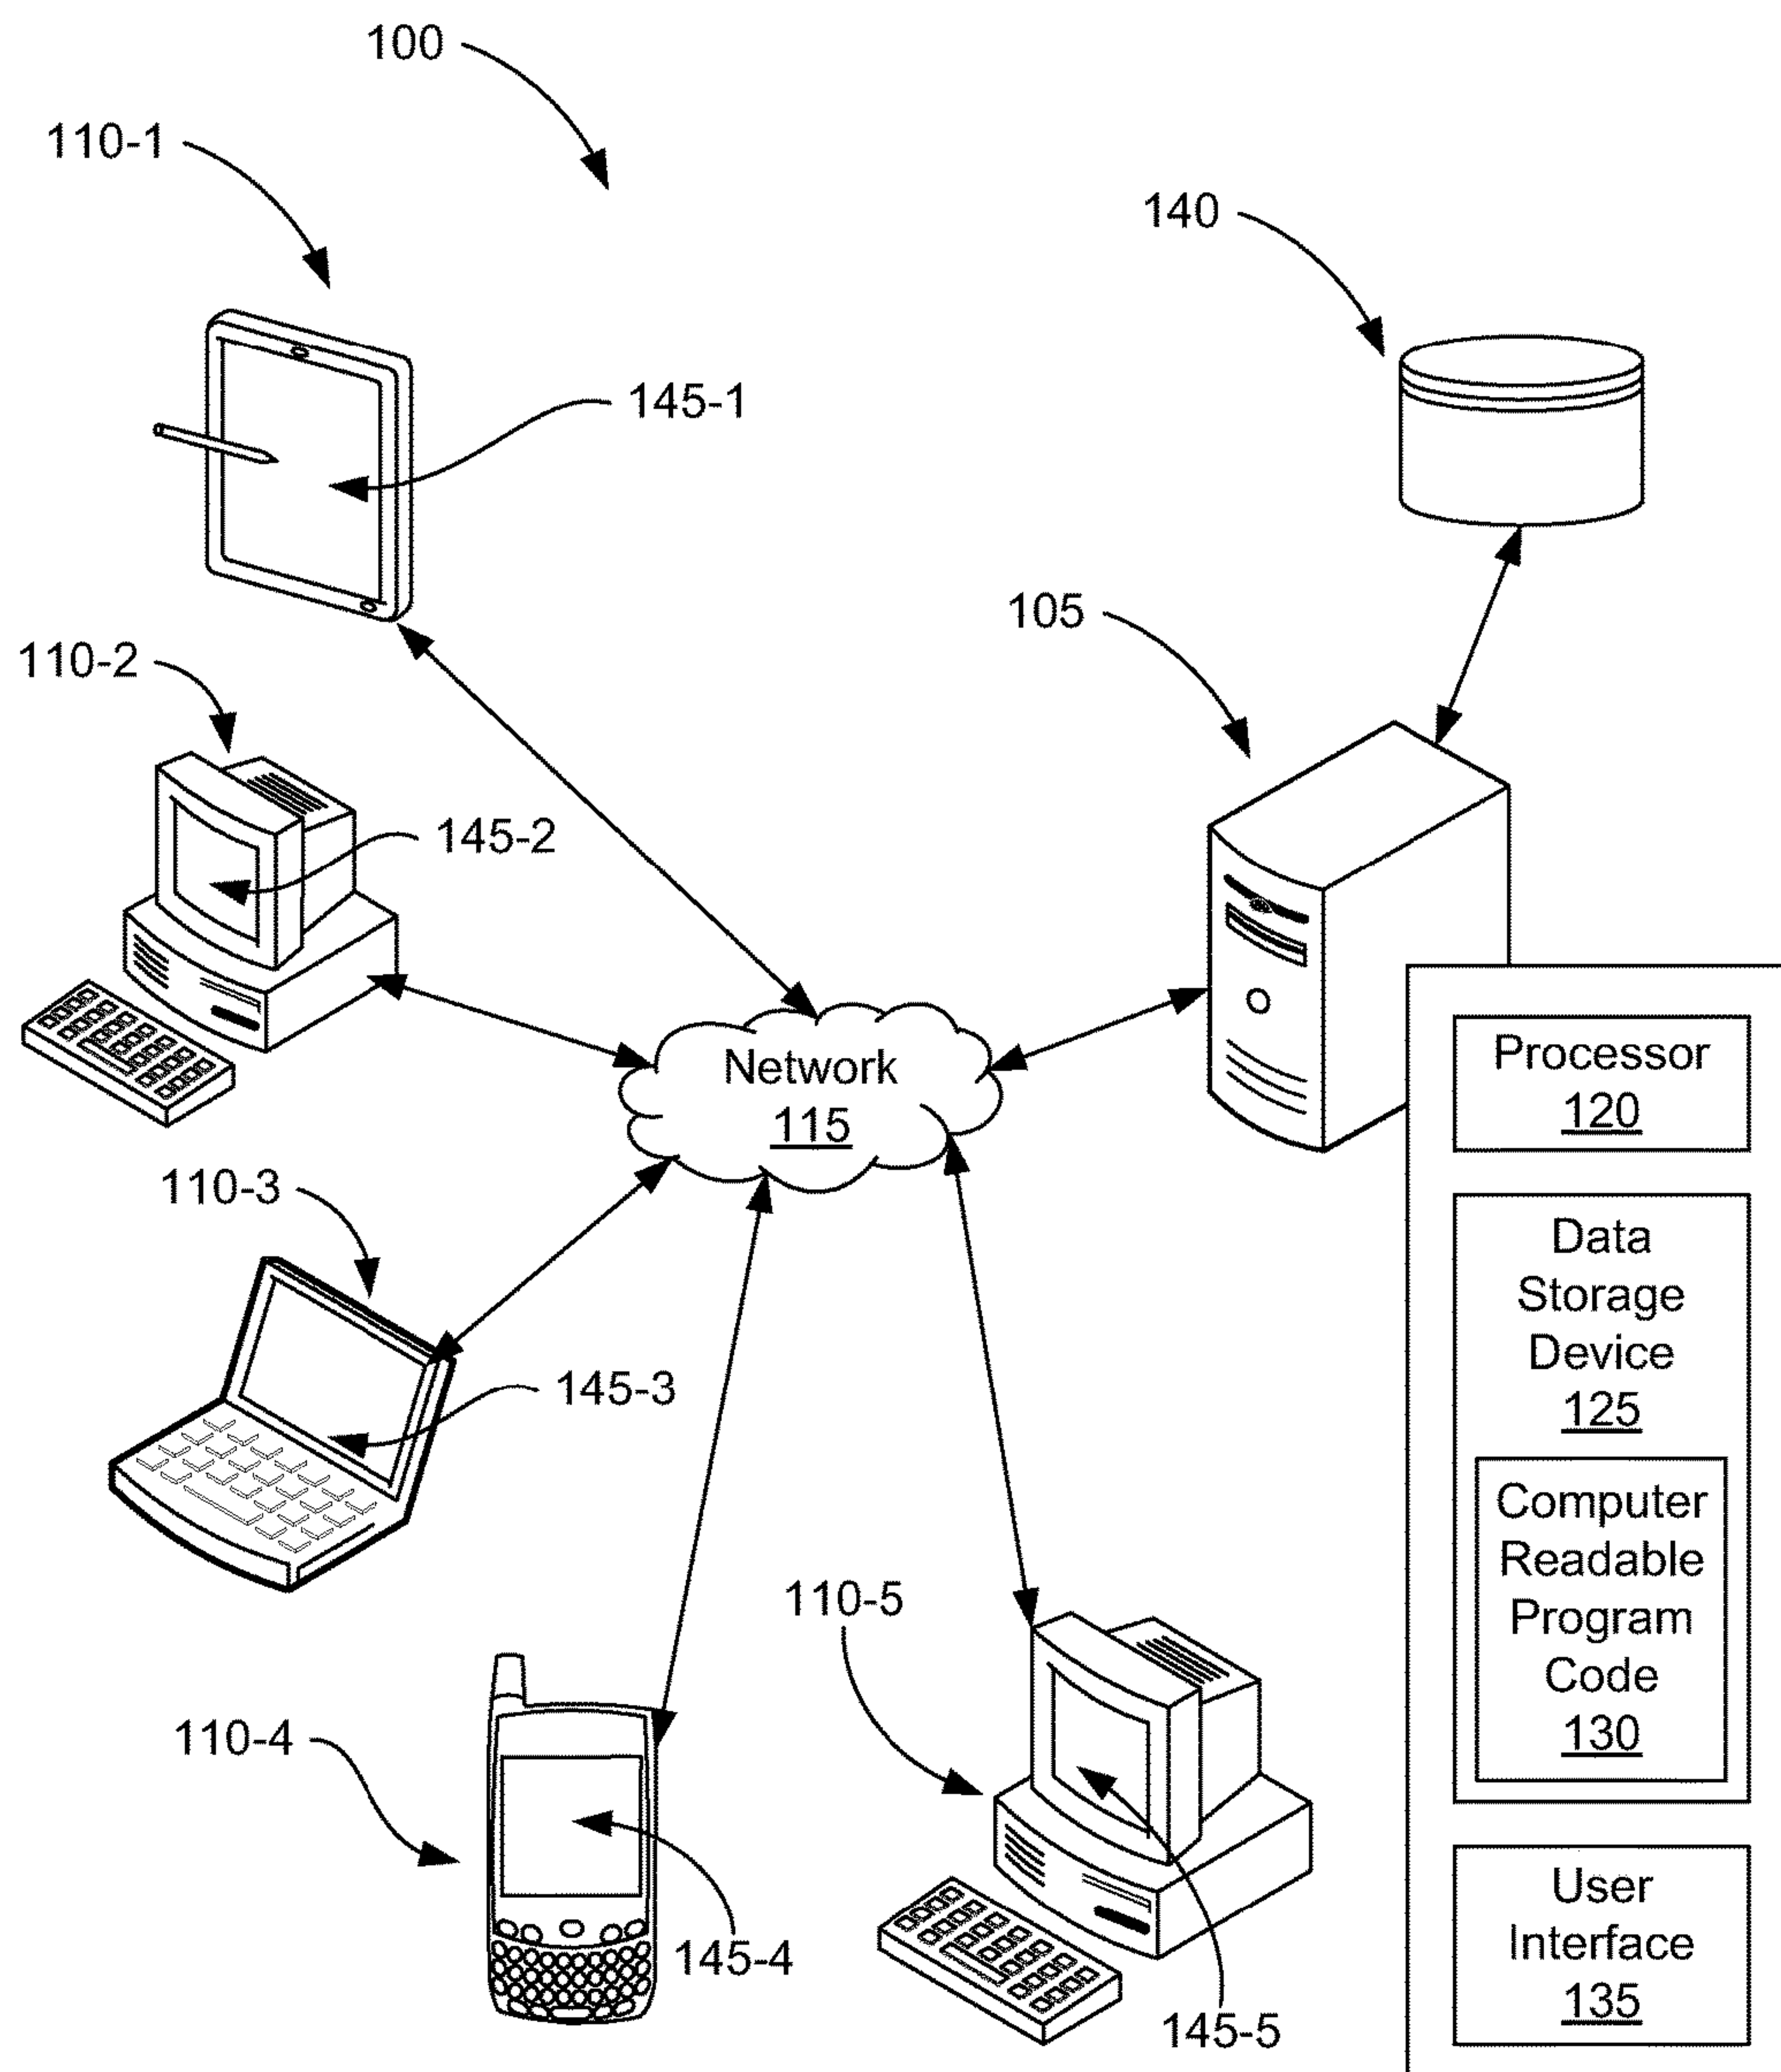 100
110-1
140
145-1
105
110-2
145-2
Network
115
Processor
120
110-3
Data
Storage
Device
125
145-3
Computer
Readable
Program
Code
130
110-5
110-4
User
Interface
135
145-4
145-5